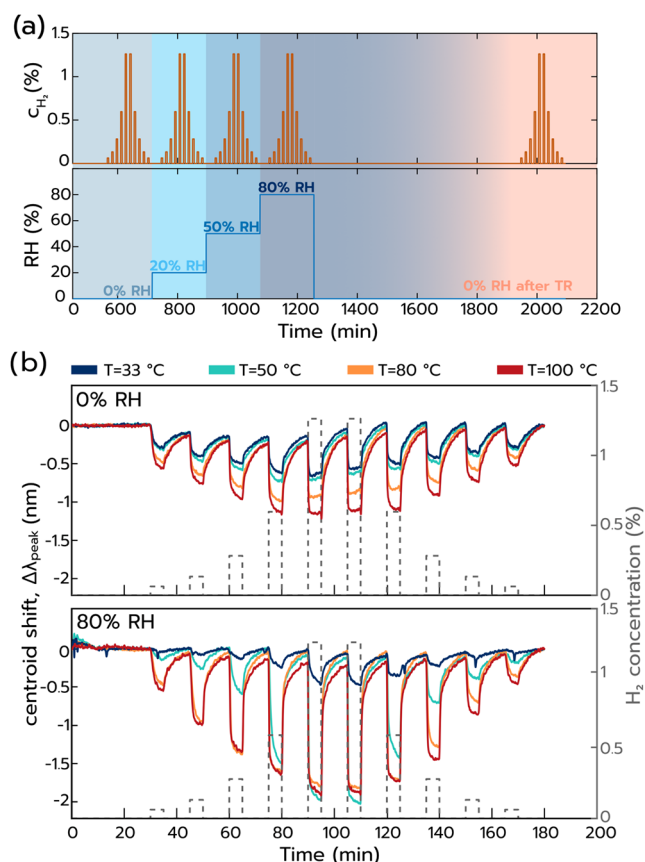 (a)
1.5
1
0.5
0
c_H₂(%)
80
60
40
20
0
RH (%)
0% RH
20% RH
50% RH
80% RH
0% RH after TR
0 600 800 1000 1200 1400 1600 1800 2000 2200
Time (min)
(b)
T=33 °C T=50 °C T=80 °C T=100 °C
0% RH
0
-0.5
-1
-1.5
-2
1.5
1
0.5
0
80% RH
0
-0.5
-1
-1.5
-2
1.5
1
0.5
0
centroid shift, Δλpeak (nm)
H₂ concentration (%)
0 20 40 60 80 100 120 140 160 180 200
Time (min)